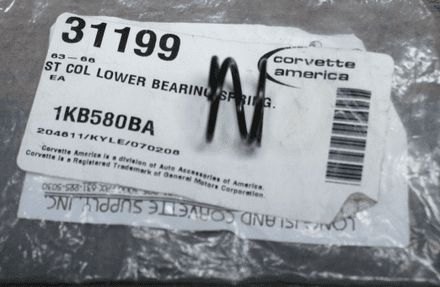 31199
corvette
america
63-66
ST COL LOWER BEARING SPRING.
EA
1KB580BA
204611/KYLE/070208
Corvette America is a division of Auto Accessories of America.
Corvette is a Registered Trademark of General Motors Corporation.
LONG ISLAND CORVETTE SUPPLY, INC.